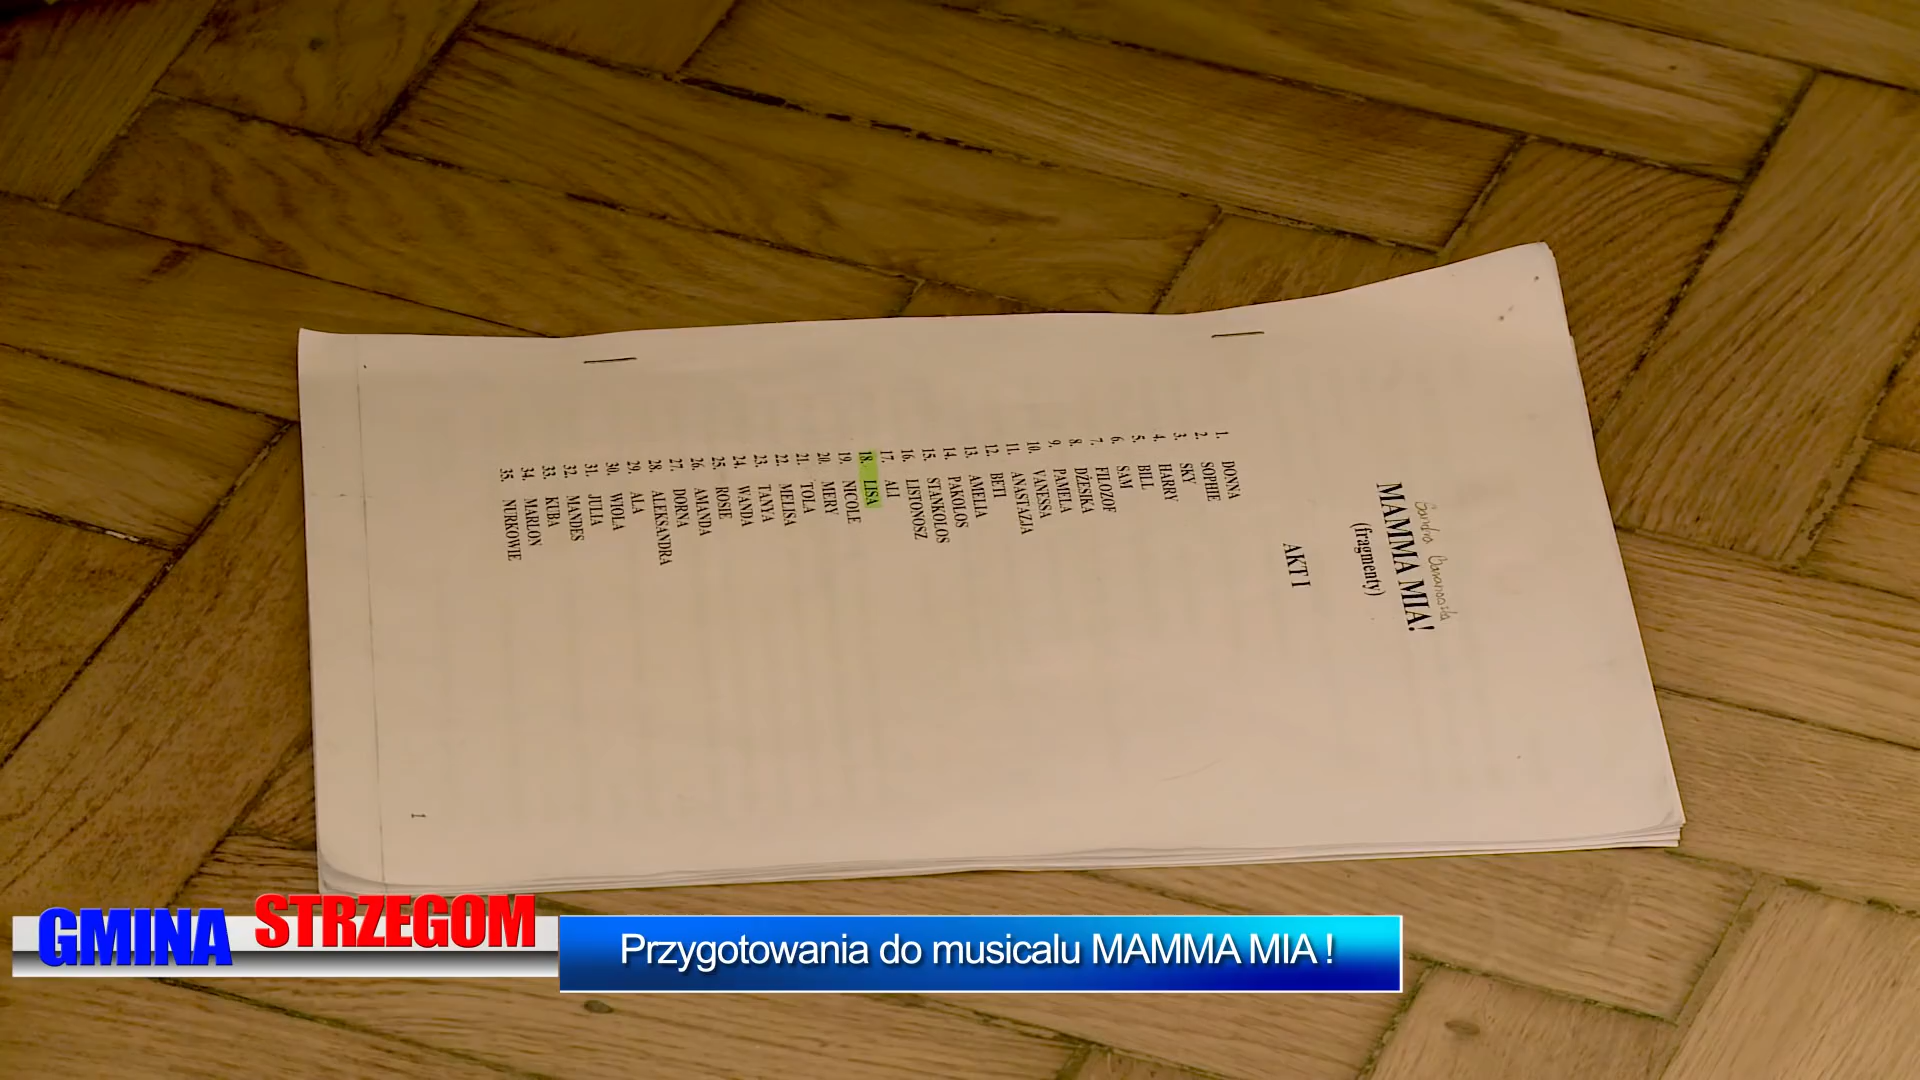 MAMMA MIA!
(fragmenty)
AKT I
1. DONNA
2. SOPHIE
3. SKY
4. HARRY
5. BILL
6. SAM
7. FILOZOF
8. DŻESIKA
9. PAMELA
10. VANESSA
11. ANASTAZJA
12. BETI
13. AMELIA
14. PAKOLOS
15. STANKOLOS
16. LISTONOSZ
17. ALI
18. LISA
19. NICOLE
20. MERY
21. TOLA
22. MELISA
23. TANYA
24. WANDA
25. ROSIE
26. AMANDA
27. DORNA
28. ALEKSANDRA
29. ALA
30. WIOLA
31. JULIA
32. MANDES
33. KUBA
34. MARLON
35. NURKOWIE
1
GMINA STRZEGOM
Przygotowania do musicalu MAMMA MIA !